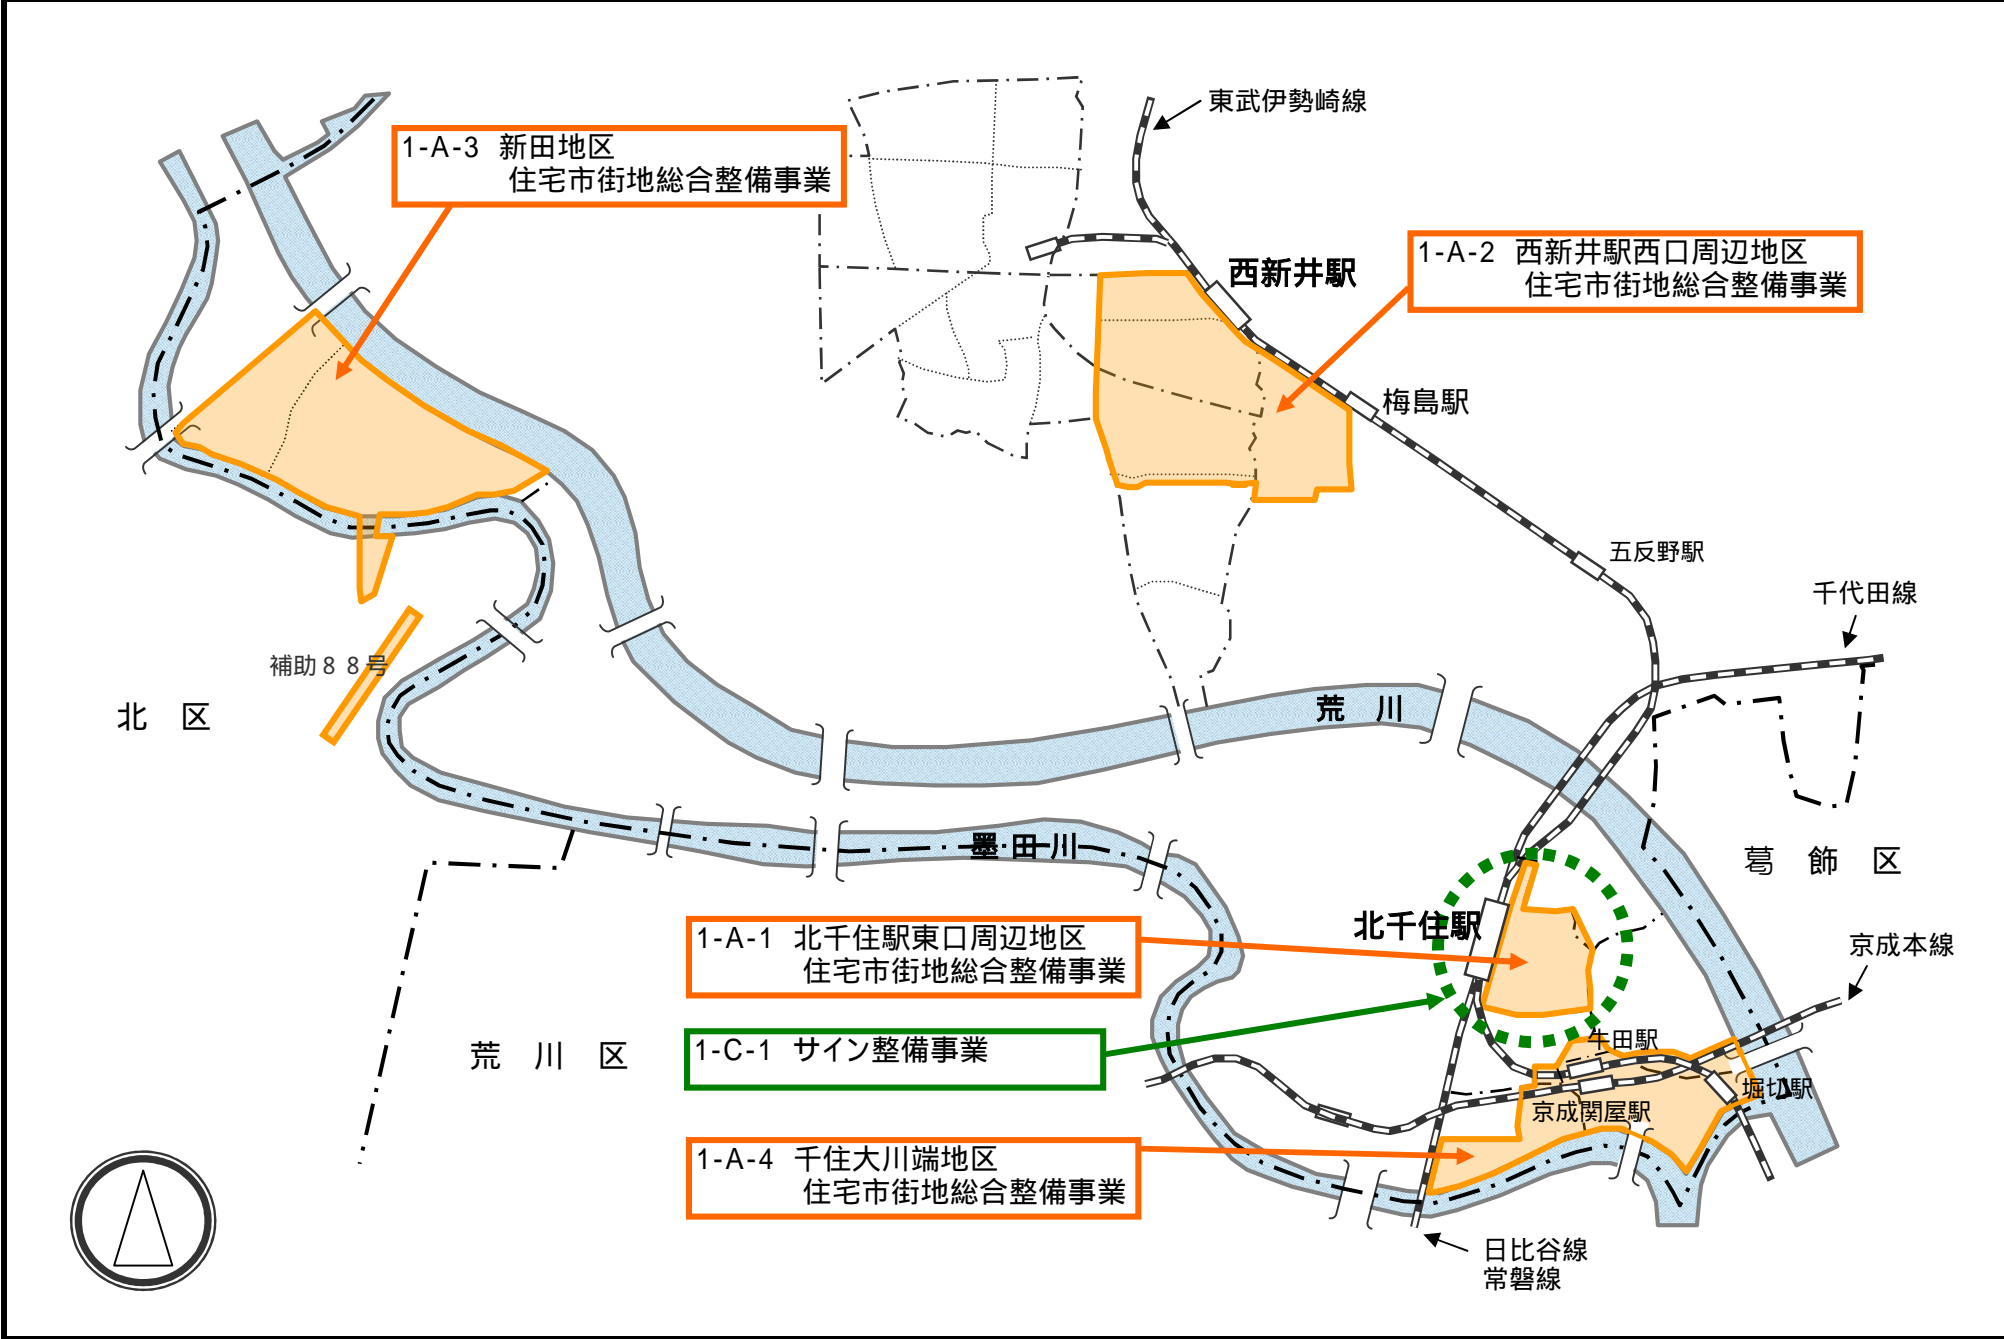 東武伊勢崎線
1-A-3 新田地区
住宅市街地総合整備事業
西新井駅
1-A-2 西新井駅西口周辺地区
住宅市街地総合整備事業
梅島駅
五反野駅
千代田線
補助88号
北 区
荒 川
墨田川
葛 飾 区
北千住駅
1-A-1 北千住駅東口周辺地区
住宅市街地総合整備事業
京成本線
荒 川 区
1-C-1 サイン整備事業
牛田駅
堀切駅
京成関屋駅
1-A-4 千住大川端地区
住宅市街地総合整備事業
日比谷線
常磐線